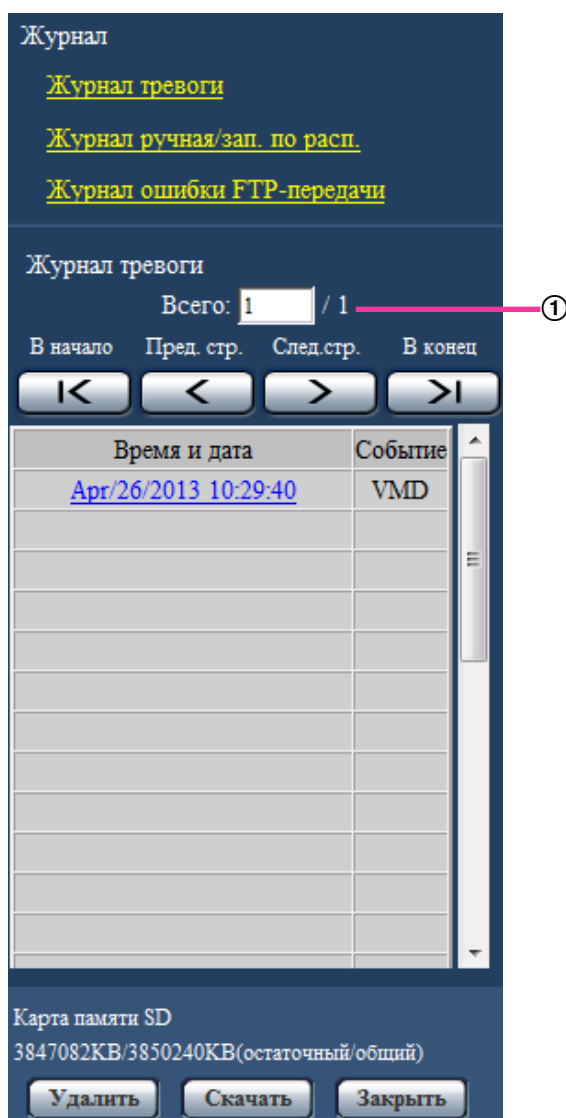 Журнал
Журнал тревоги
Журнал ручная/зап. по расп.
Журнал ошибки FTP-передачи
Журнал тревоги
Всего: 1 / 1
①
В начало Пред. стр. След.стр. В конец
Время и дата Событие
Apr/26/2013 10:29:40 VMD
Карта памяти SD
3847082KB/3850240KB(остаточный/общий)
Удалить Скачать Закрыть